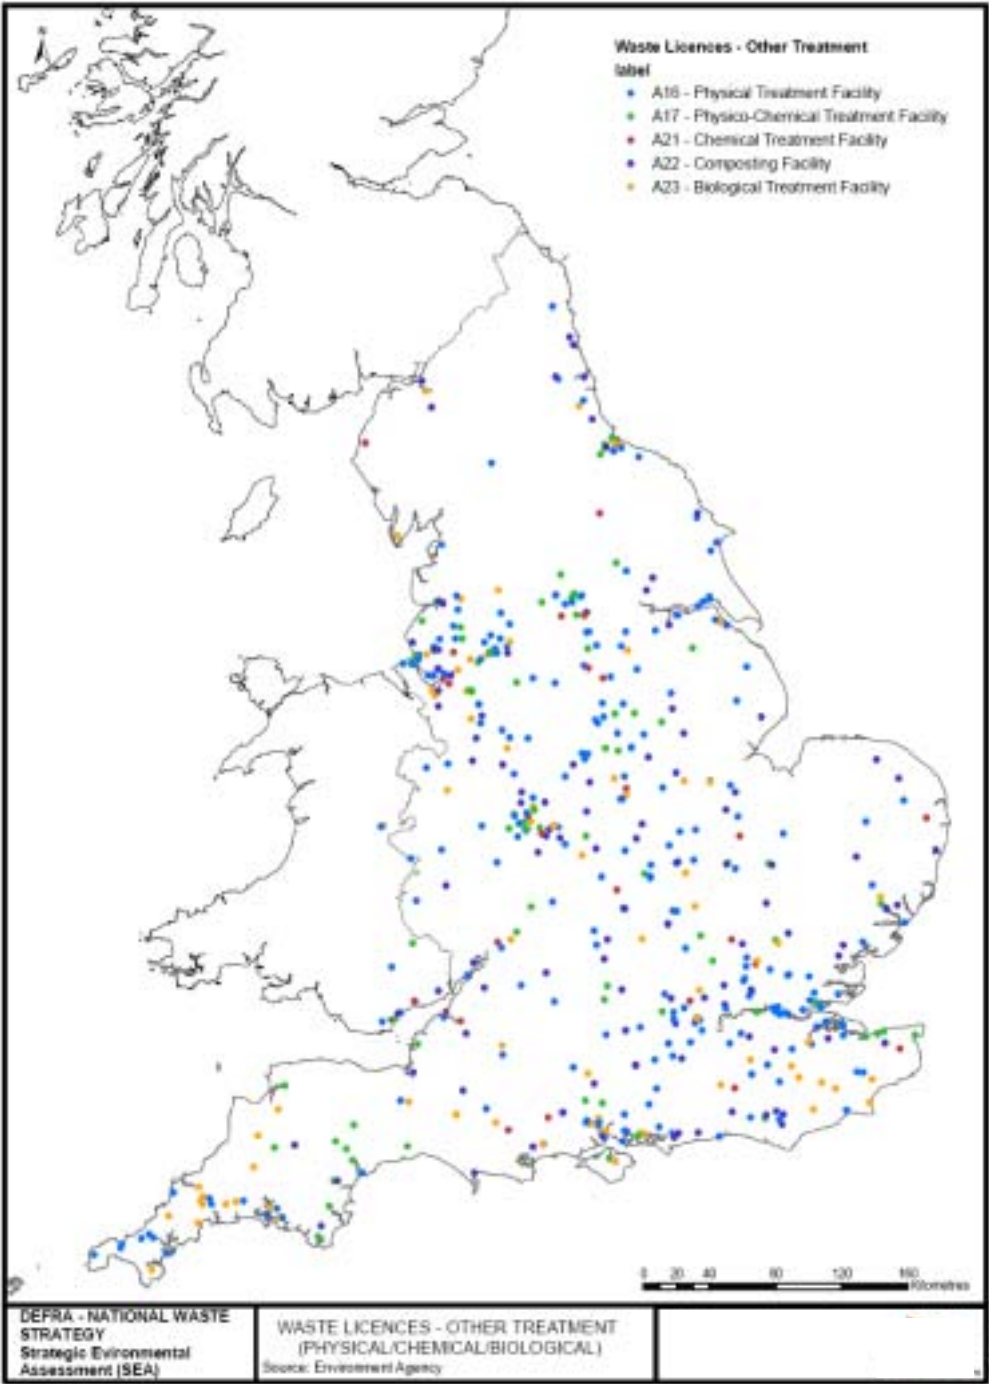 Waste Licences - Other Treatment
label
A16 - Physical Treatment Facility
A17 - Physico-Chemical Treatment Facility
A21 - Chemical Treatment Facility
A22 - Composting Facility
A23 - Biological Treatment Facility
0 20 40 80 120 160
Kilometres
DEFRA - NATIONAL WASTE
STRATEGY
Strategic Evironmental
Assessment (SEA)
WASTE LICENCES - OTHER TREATMENT
(PHYSICAL/CHEMICAL/BIOLOGICAL)
Source: Environment Agency